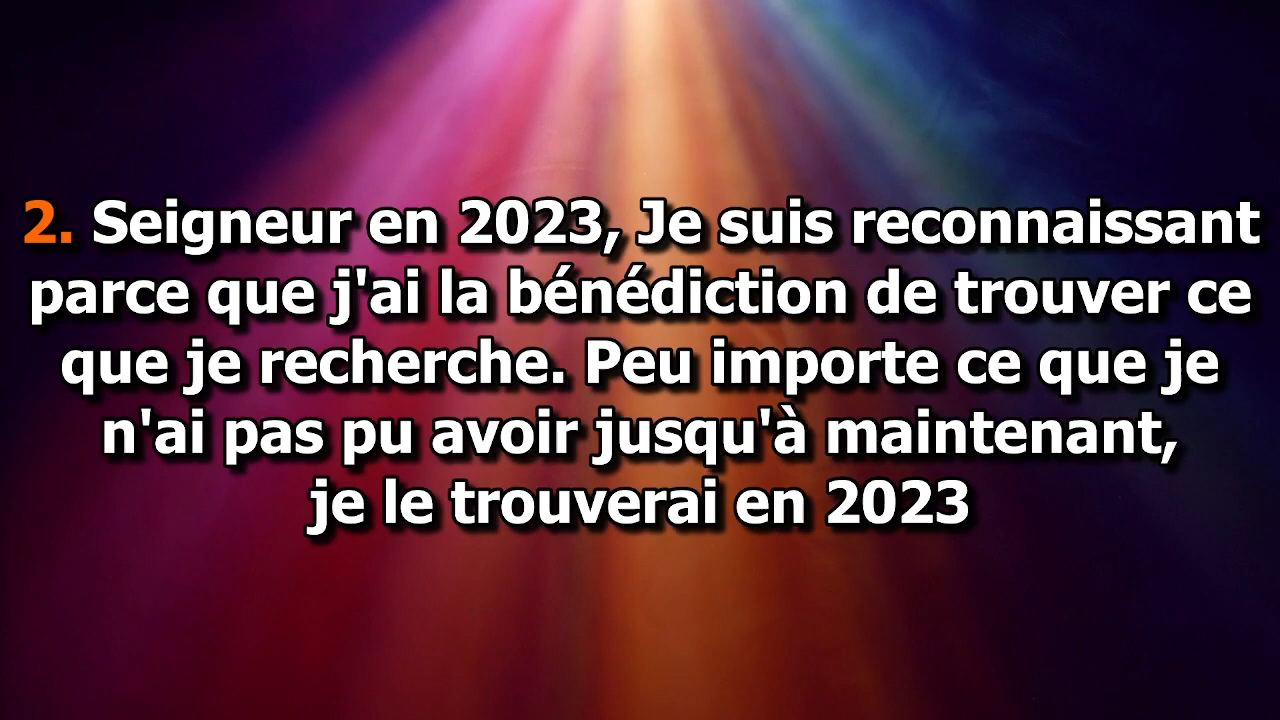 2. Seigneur en 2023, Je suis reconnaissant
parce que j'ai la bénédiction de trouver ce
que je recherche. Peu importe ce que je
n'ai pas pu avoir jusqu'à maintenant,
je le trouverai en 2023